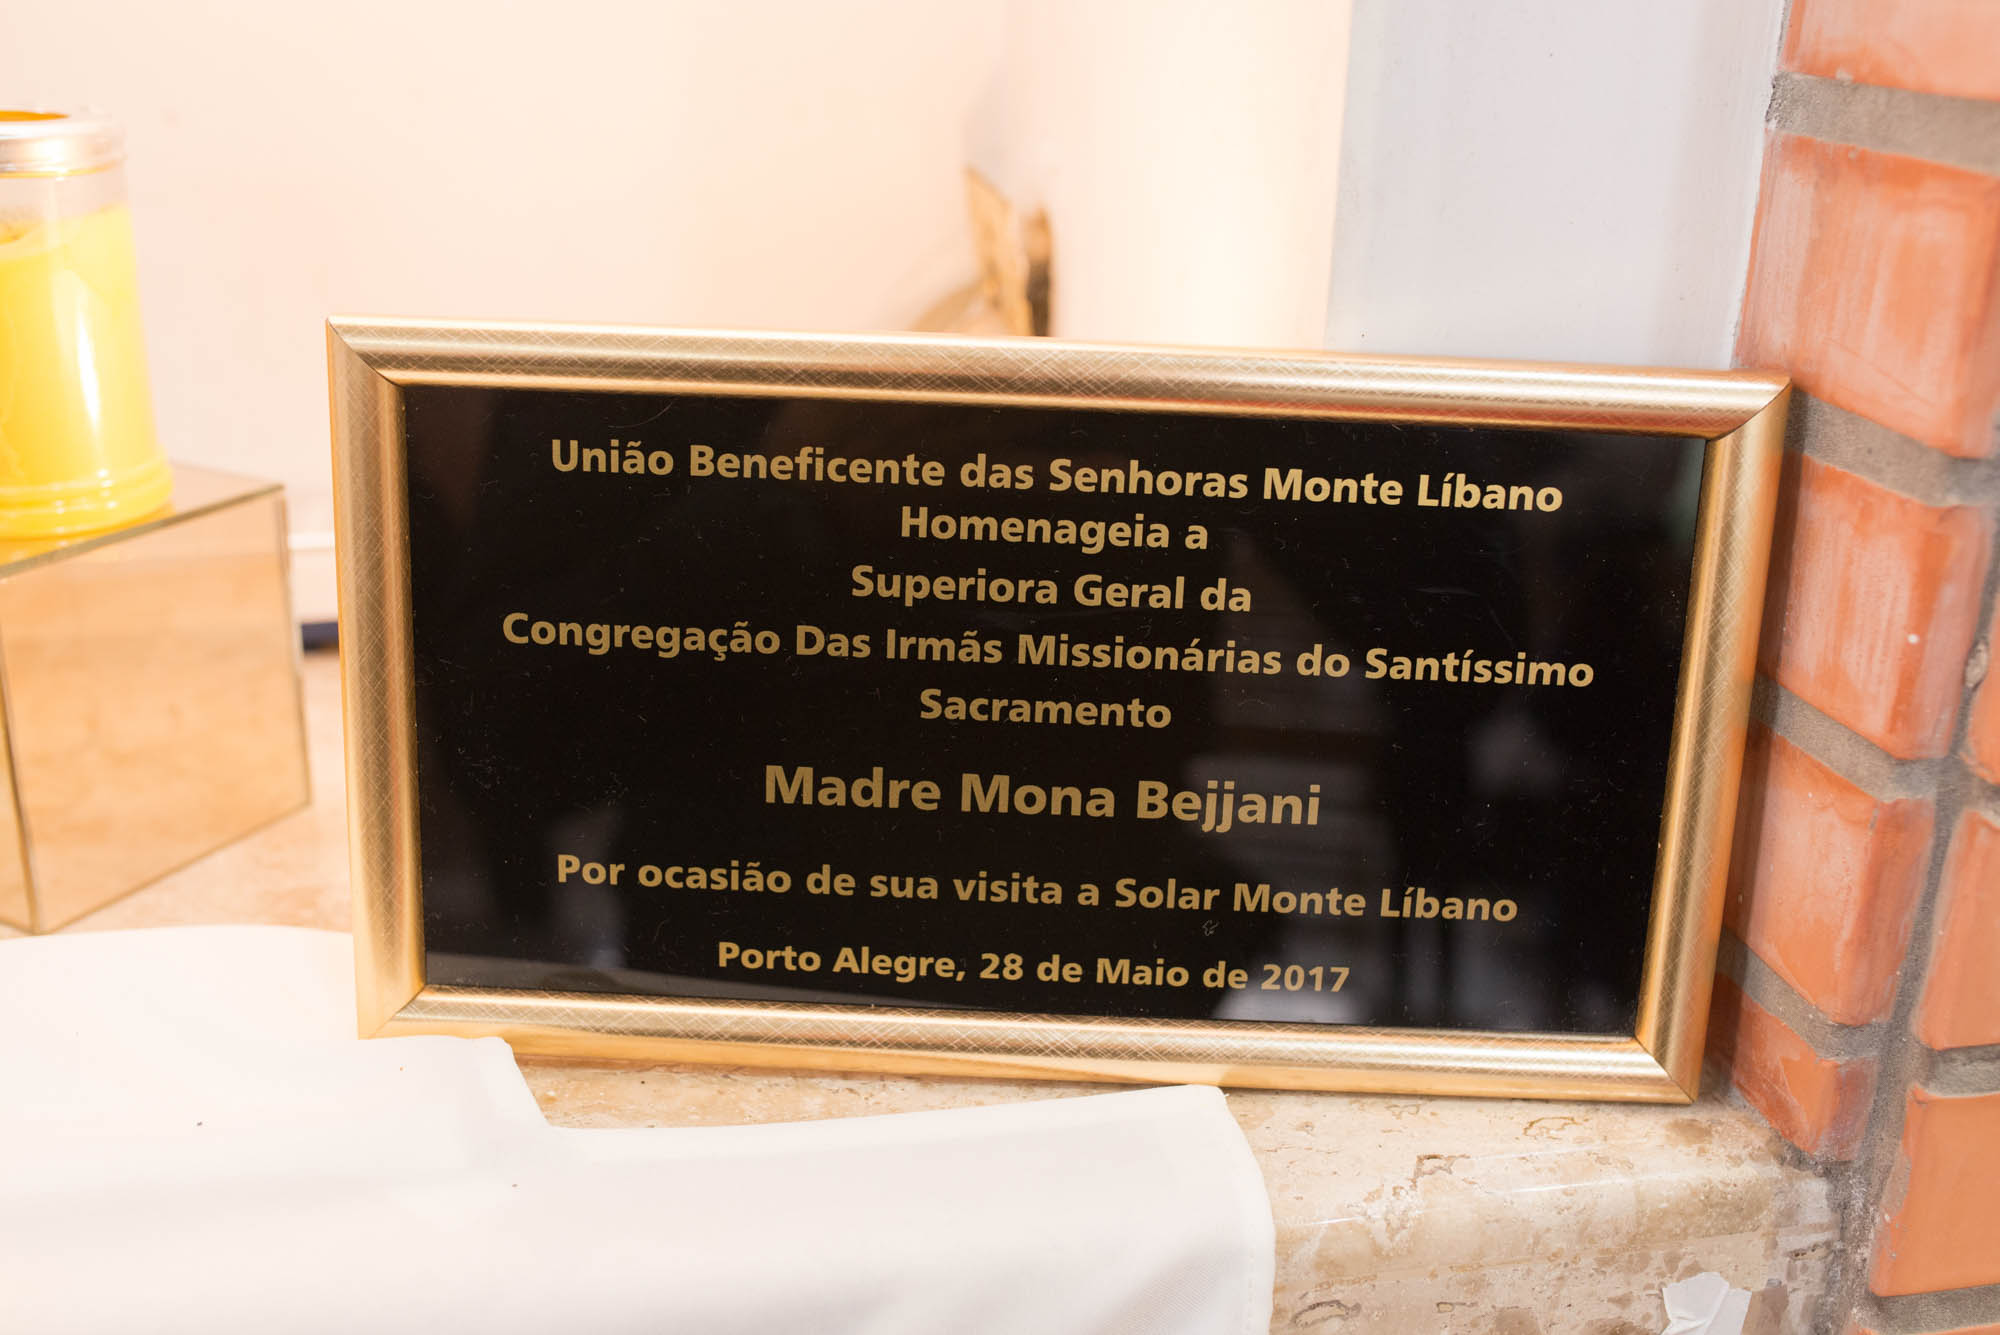 União Beneficente das Senhoras Monte Líbano
Homenageia a
Superiora Geral da
Congregação Das Irmãs Missionárias do Santíssimo
Sacramento
Madre Mona Bejjani
Por ocasião de sua visita a Solar Monte Líbano
Porto Alegre, 28 de Maio de 2017